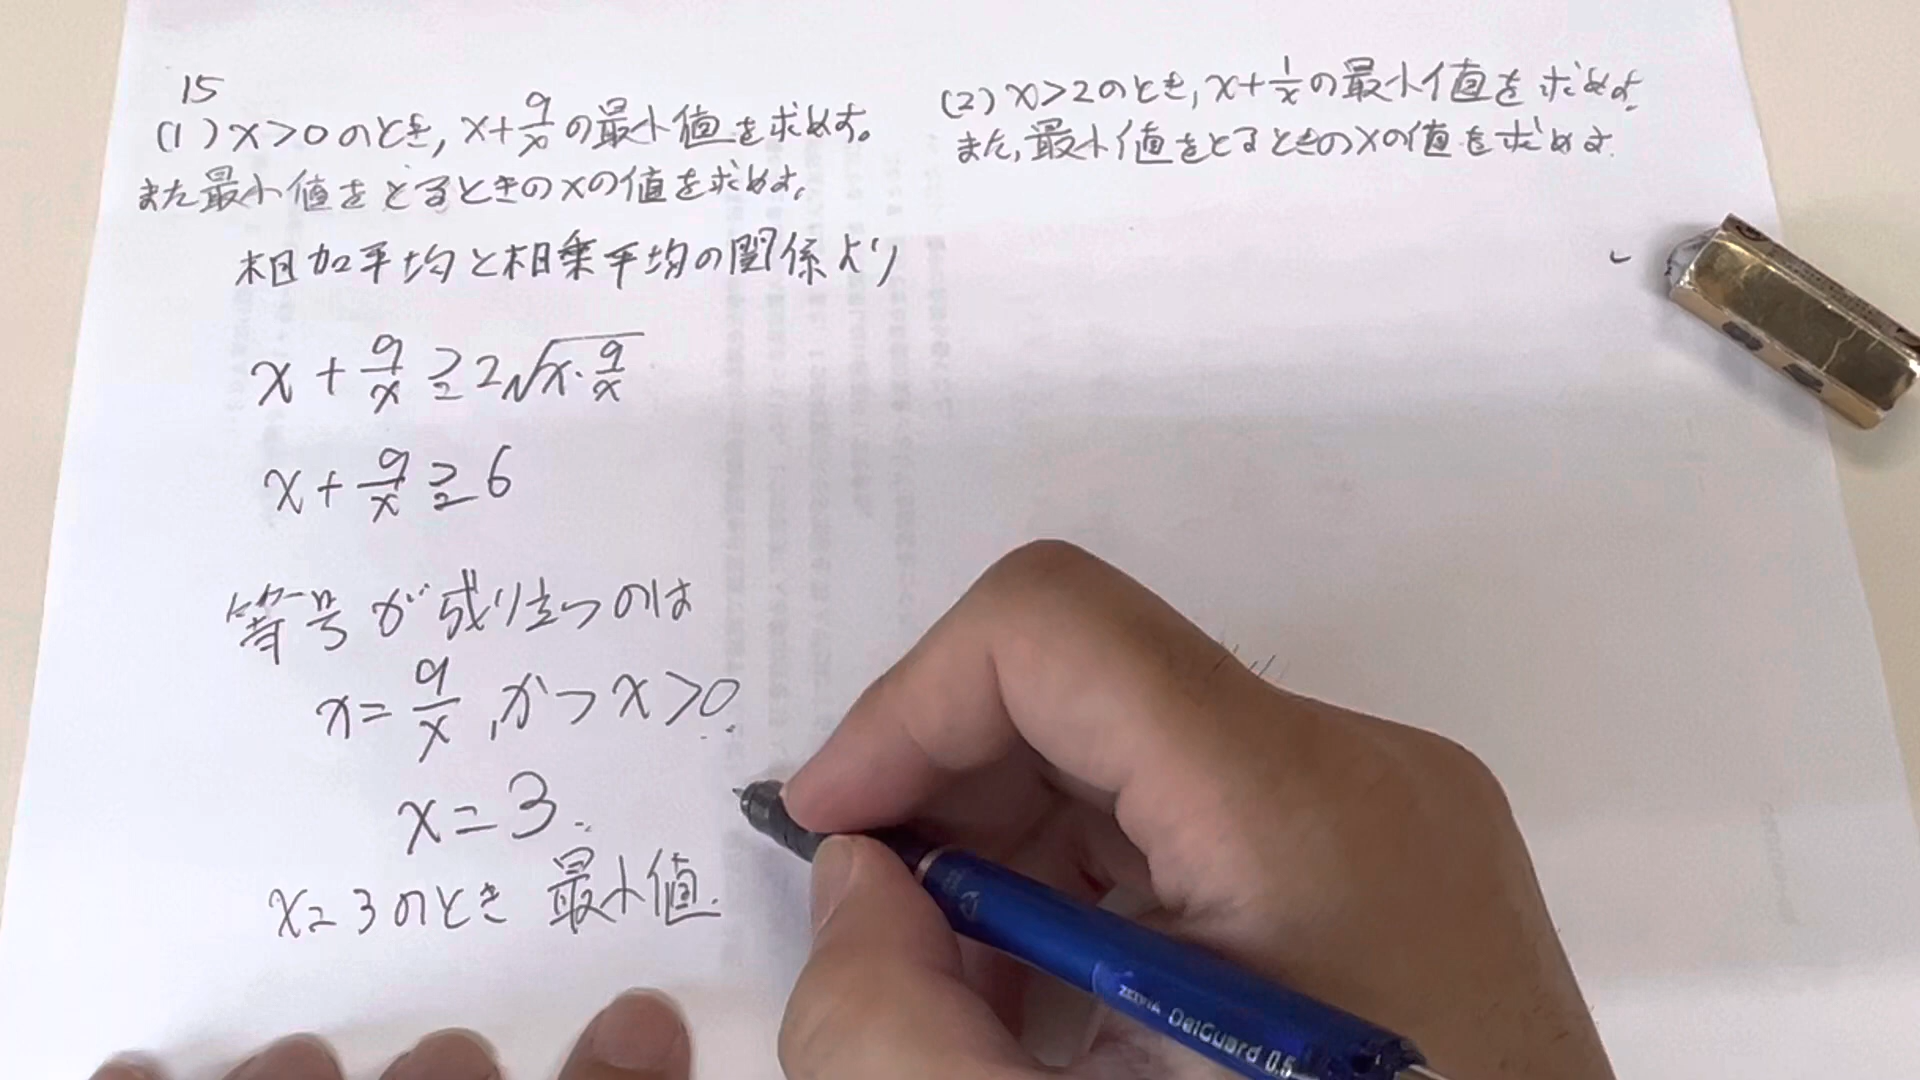 15
(1) x>0のとき, x+9/xの最小値を求めよ。
また最小値をとるときのxの値を求めよ。
相加平均と相乗平均の関係より
x + 9/x ≧ 2√x・9/x
x + 9/x ≧ 6
等号が成り立つのは
x = 9/x, かつ x > 0.
x = 3.
x = 3 のとき 最小値.
(2) x>2のとき, x+1/xの最小値を求めよ。
また, 最小値をとるときのxの値を求めよ.
ZEBRA DelGuard 0.5